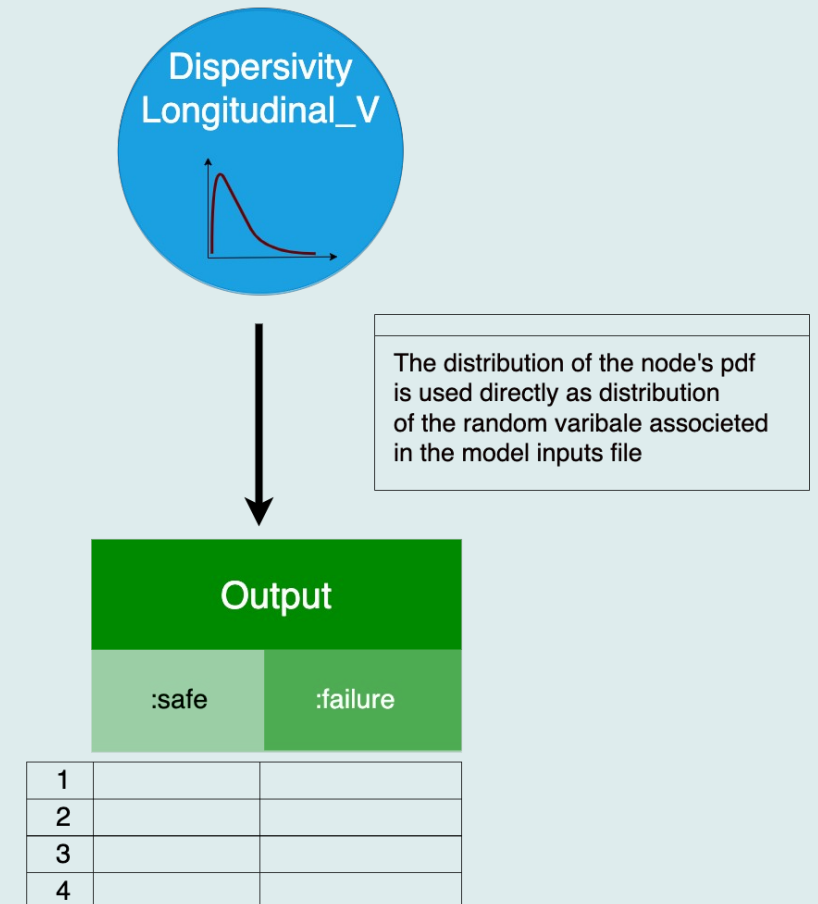 Dispersivity
Longitudinal_V
The distribution of the node's pdf
is used directly as distribution
of the random varibale associeted
in the model inputs file
Output
:safe :failure
1
2
3
4